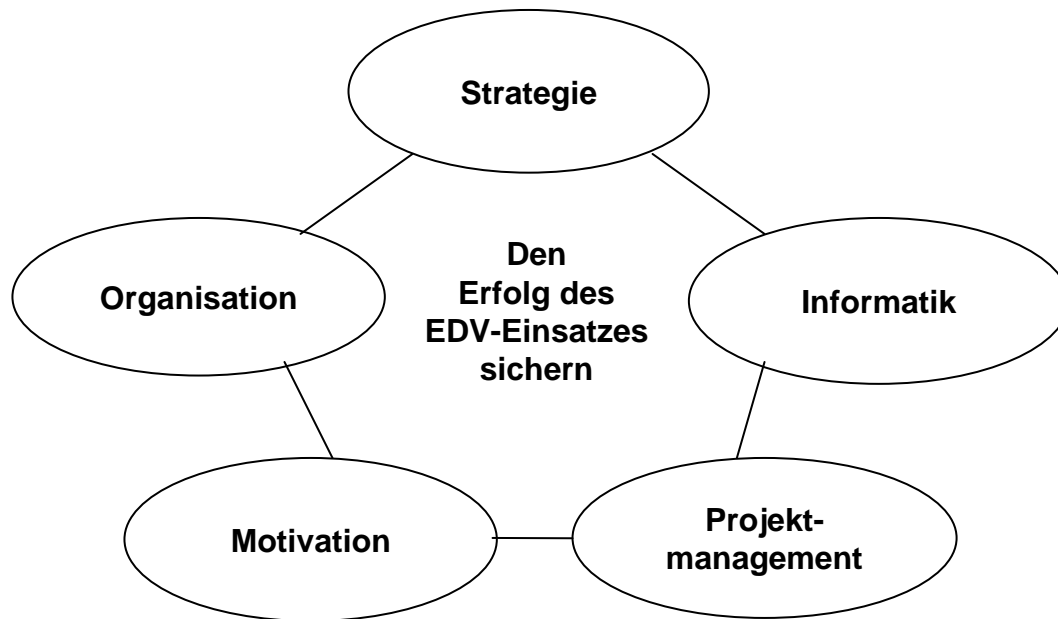 Strategie
Organisation
Den
Erfolg des
EDV-Einsatzes
sichern
Informatik
Motivation
Projekt-
management